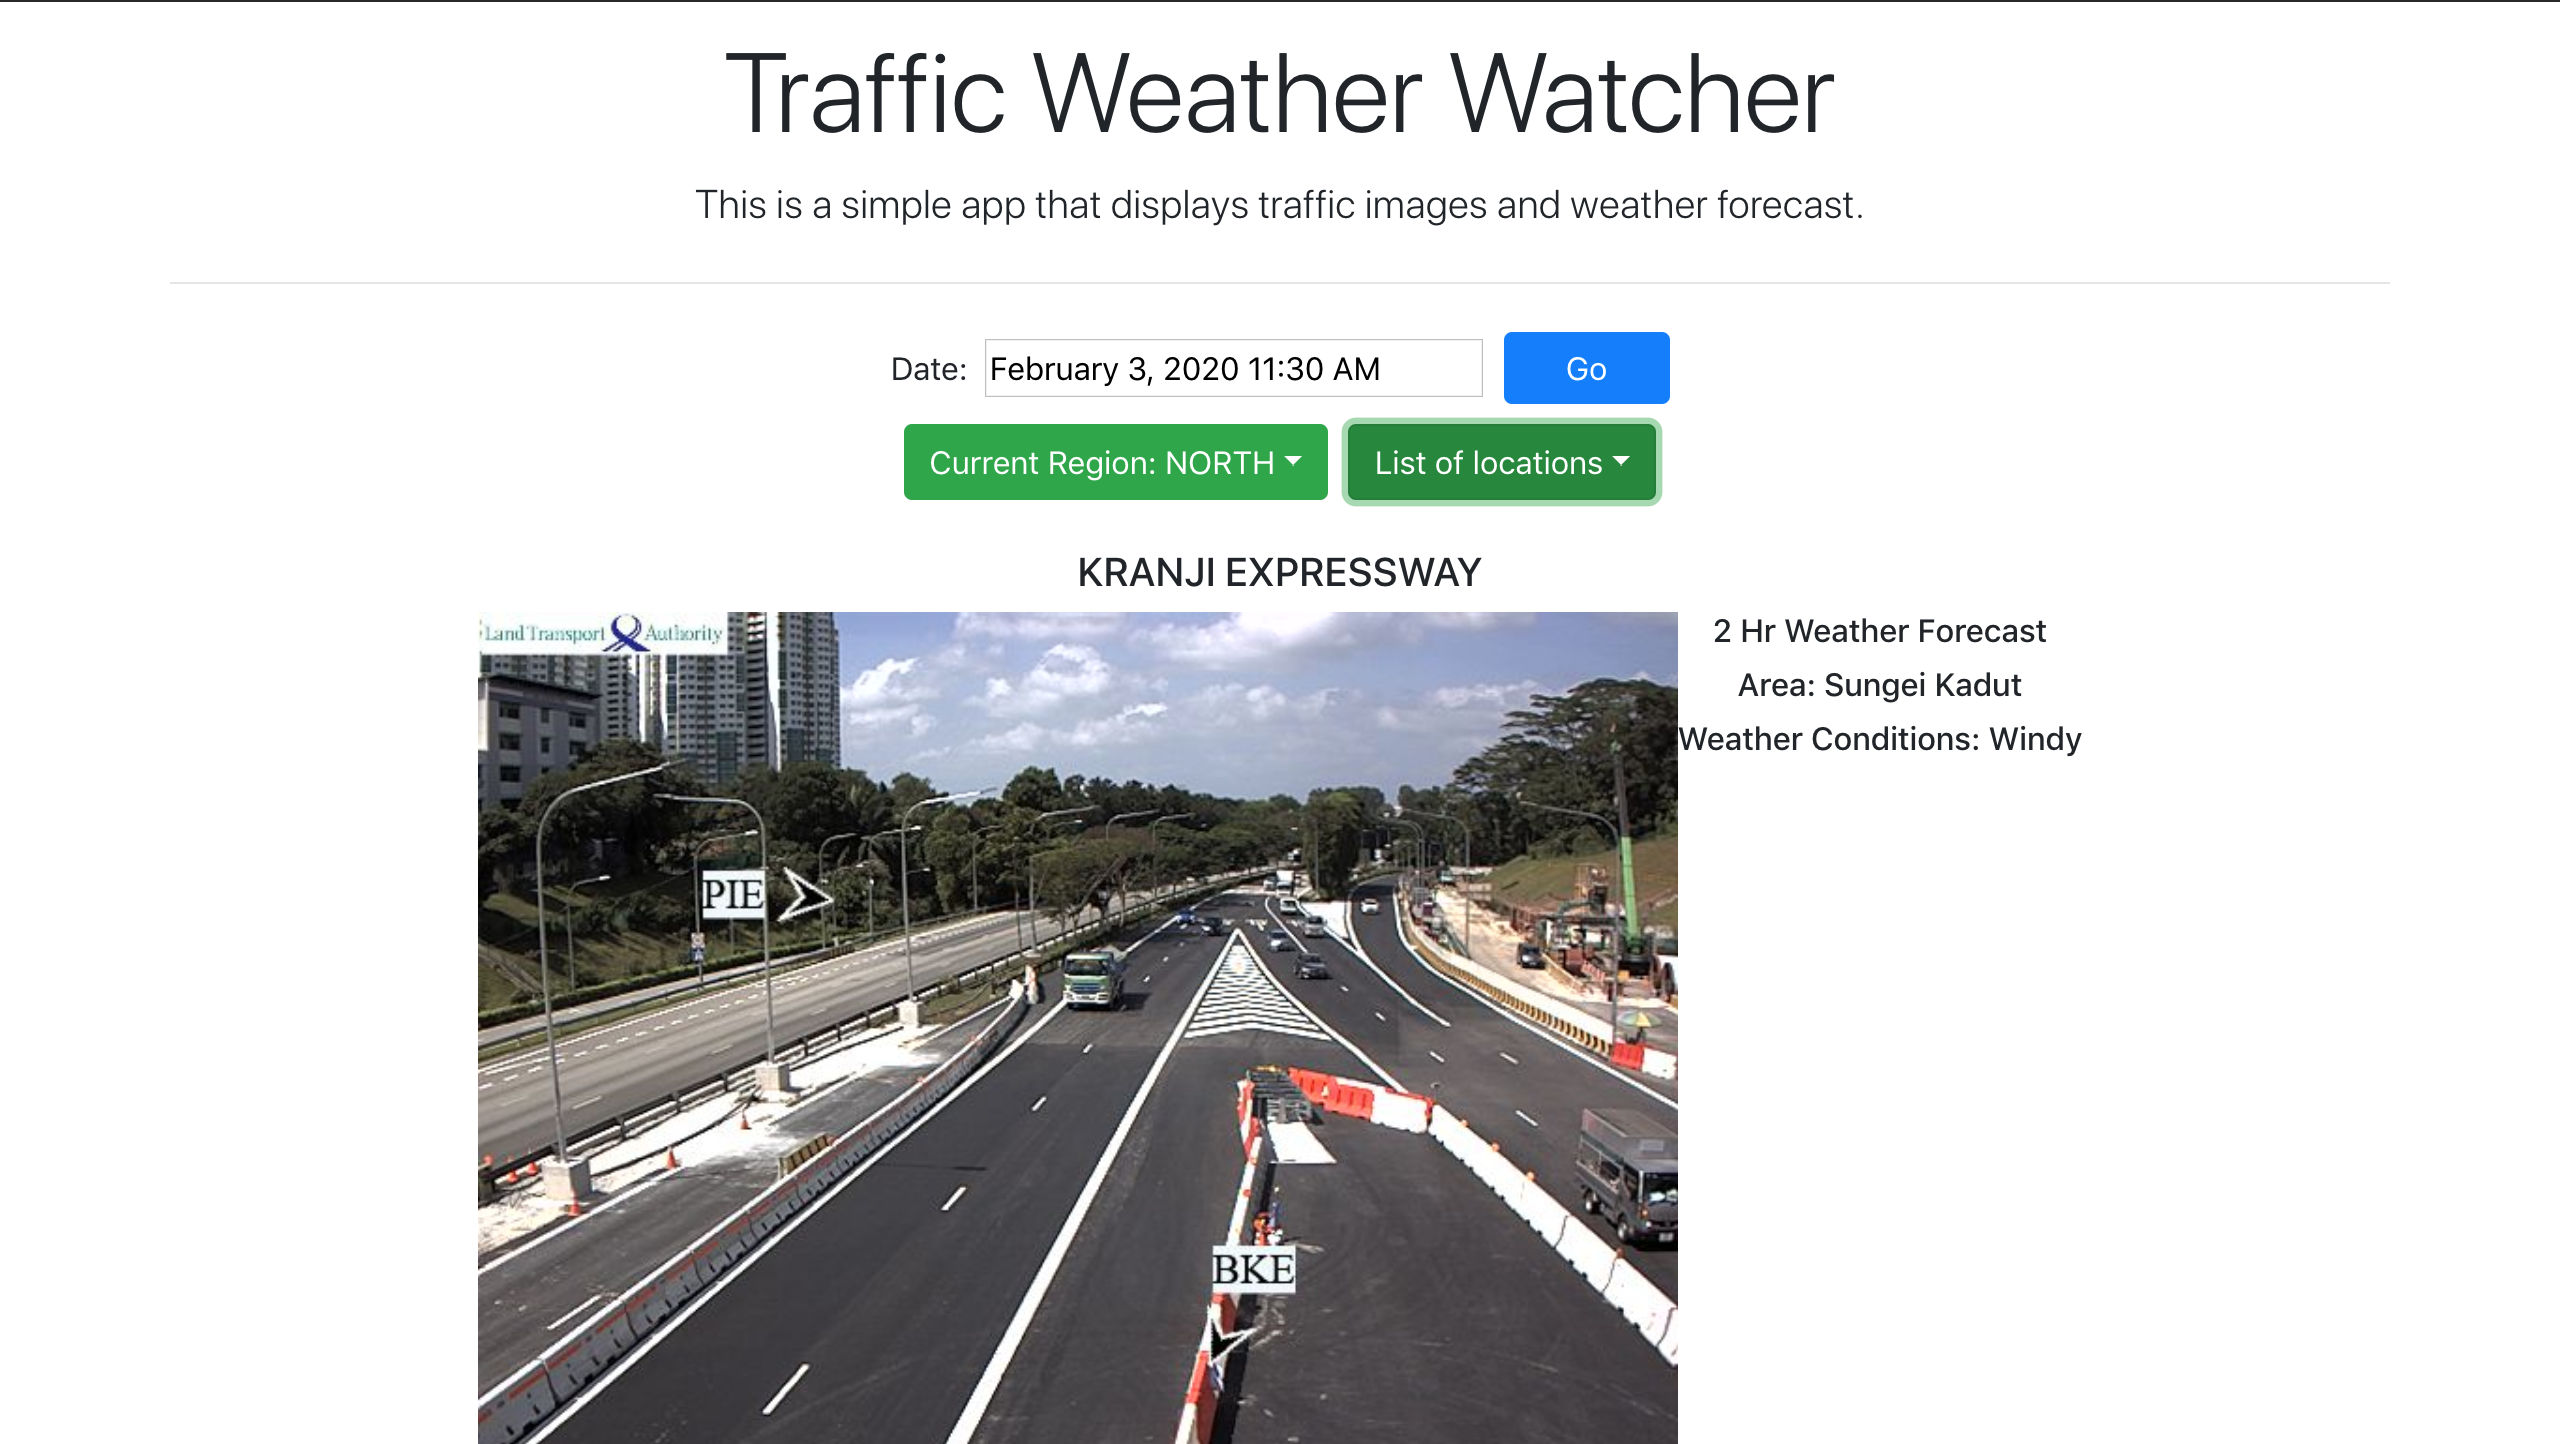 Traffic Weather Watcher
This is a simple app that displays traffic images and weather forecast.
Date: February 3, 2020 11:30 AM Go
Current Region: NORTH List of locations
KRANJI EXPRESSWAY
Land Transport Authority
2 Hr Weather Forecast
Area: Sungei Kadut
Weather Conditions: Windy
PIE
BKE